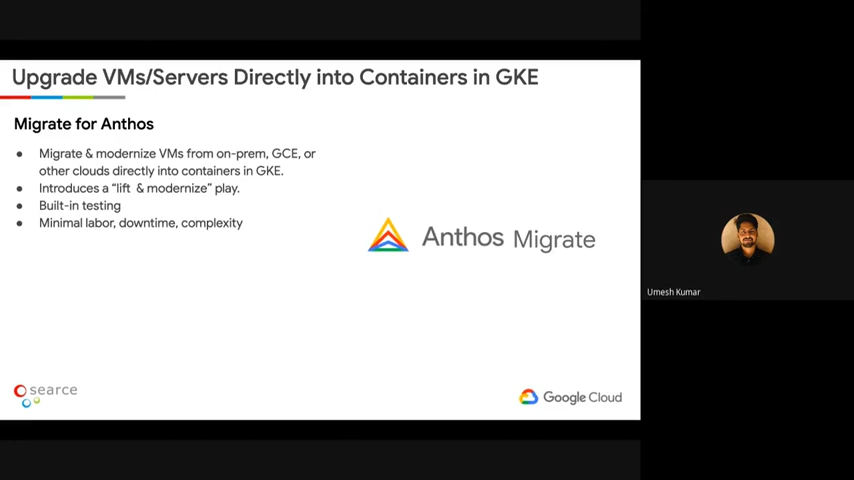 Upgrade VMs/Servers Directly into Containers in GKE
Migrate for Anthos
● Migrate & modernize VMs from on-prem, GCE, or
other clouds directly into containers in GKE.
● Introduces a “lift & modernize” play.
● Built-in testing
● Minimal labor, downtime, complexity
Anthos Migrate
Umesh Kumar
searce
Google Cloud